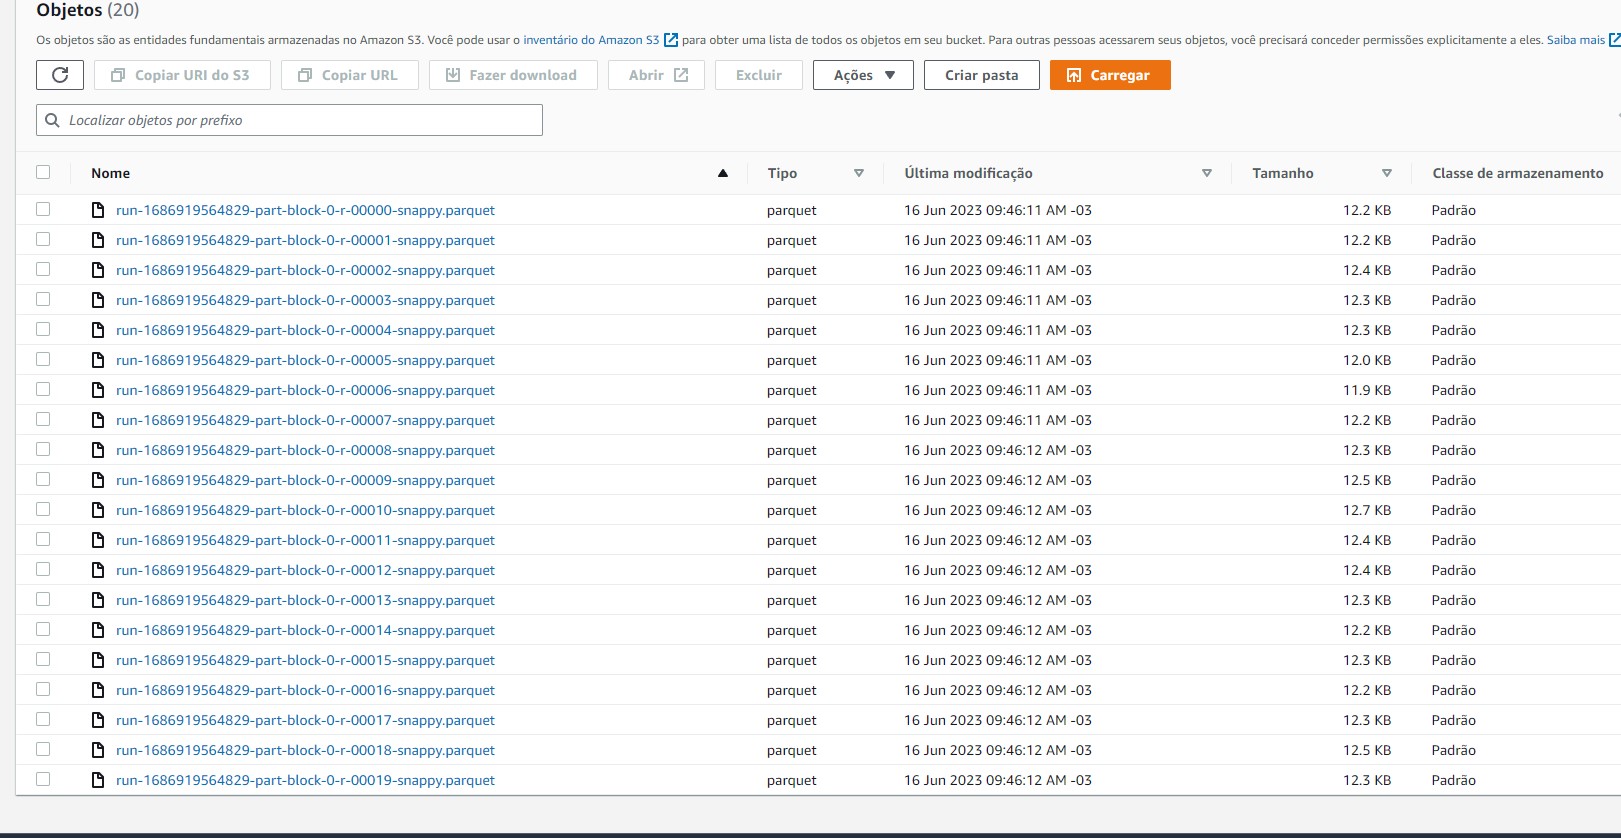 Objetos (20)
Os objetos são as entidades fundamentais armazenadas no Amazon S3. Você pode usar o inventário do Amazon S3 para obter uma lista de todos os objetos em seu bucket. Para outras pessoas acessarem seus objetos, você precisará conceder permissões explicitamente a eles. Saiba mais
Copiar URI do S3 Copiar URL Fazer download Abrir Excluir Ações Criar pasta Carregar
Localizar objetos por prefixo
Nome Tipo Última modificação Tamanho Classe de armazenamento
run-1686919564829-part-block-0-r-00000-snappy.parquet parquet 16 Jun 2023 09:46:11 AM -03 12.2 KB Padrão
run-1686919564829-part-block-0-r-00001-snappy.parquet parquet 16 Jun 2023 09:46:11 AM -03 12.2 KB Padrão
run-1686919564829-part-block-0-r-00002-snappy.parquet parquet 16 Jun 2023 09:46:11 AM -03 12.4 KB Padrão
run-1686919564829-part-block-0-r-00003-snappy.parquet parquet 16 Jun 2023 09:46:11 AM -03 12.3 KB Padrão
run-1686919564829-part-block-0-r-00004-snappy.parquet parquet 16 Jun 2023 09:46:11 AM -03 12.3 KB Padrão
run-1686919564829-part-block-0-r-00005-snappy.parquet parquet 16 Jun 2023 09:46:11 AM -03 12.0 KB Padrão
run-1686919564829-part-block-0-r-00006-snappy.parquet parquet 16 Jun 2023 09:46:11 AM -03 11.9 KB Padrão
run-1686919564829-part-block-0-r-00007-snappy.parquet parquet 16 Jun 2023 09:46:11 AM -03 12.2 KB Padrão
run-1686919564829-part-block-0-r-00008-snappy.parquet parquet 16 Jun 2023 09:46:12 AM -03 12.3 KB Padrão
run-1686919564829-part-block-0-r-00009-snappy.parquet parquet 16 Jun 2023 09:46:12 AM -03 12.5 KB Padrão
run-1686919564829-part-block-0-r-00010-snappy.parquet parquet 16 Jun 2023 09:46:12 AM -03 12.7 KB Padrão
run-1686919564829-part-block-0-r-00011-snappy.parquet parquet 16 Jun 2023 09:46:12 AM -03 12.4 KB Padrão
run-1686919564829-part-block-0-r-00012-snappy.parquet parquet 16 Jun 2023 09:46:12 AM -03 12.4 KB Padrão
run-1686919564829-part-block-0-r-00013-snappy.parquet parquet 16 Jun 2023 09:46:12 AM -03 12.3 KB Padrão
run-1686919564829-part-block-0-r-00014-snappy.parquet parquet 16 Jun 2023 09:46:12 AM -03 12.2 KB Padrão
run-1686919564829-part-block-0-r-00015-snappy.parquet parquet 16 Jun 2023 09:46:12 AM -03 12.3 KB Padrão
run-1686919564829-part-block-0-r-00016-snappy.parquet parquet 16 Jun 2023 09:46:12 AM -03 12.2 KB Padrão
run-1686919564829-part-block-0-r-00017-snappy.parquet parquet 16 Jun 2023 09:46:12 AM -03 12.3 KB Padrão
run-1686919564829-part-block-0-r-00018-snappy.parquet parquet 16 Jun 2023 09:46:12 AM -03 12.5 KB Padrão
run-1686919564829-part-block-0-r-00019-snappy.parquet parquet 16 Jun 2023 09:46:12 AM -03 12.3 KB Padrão